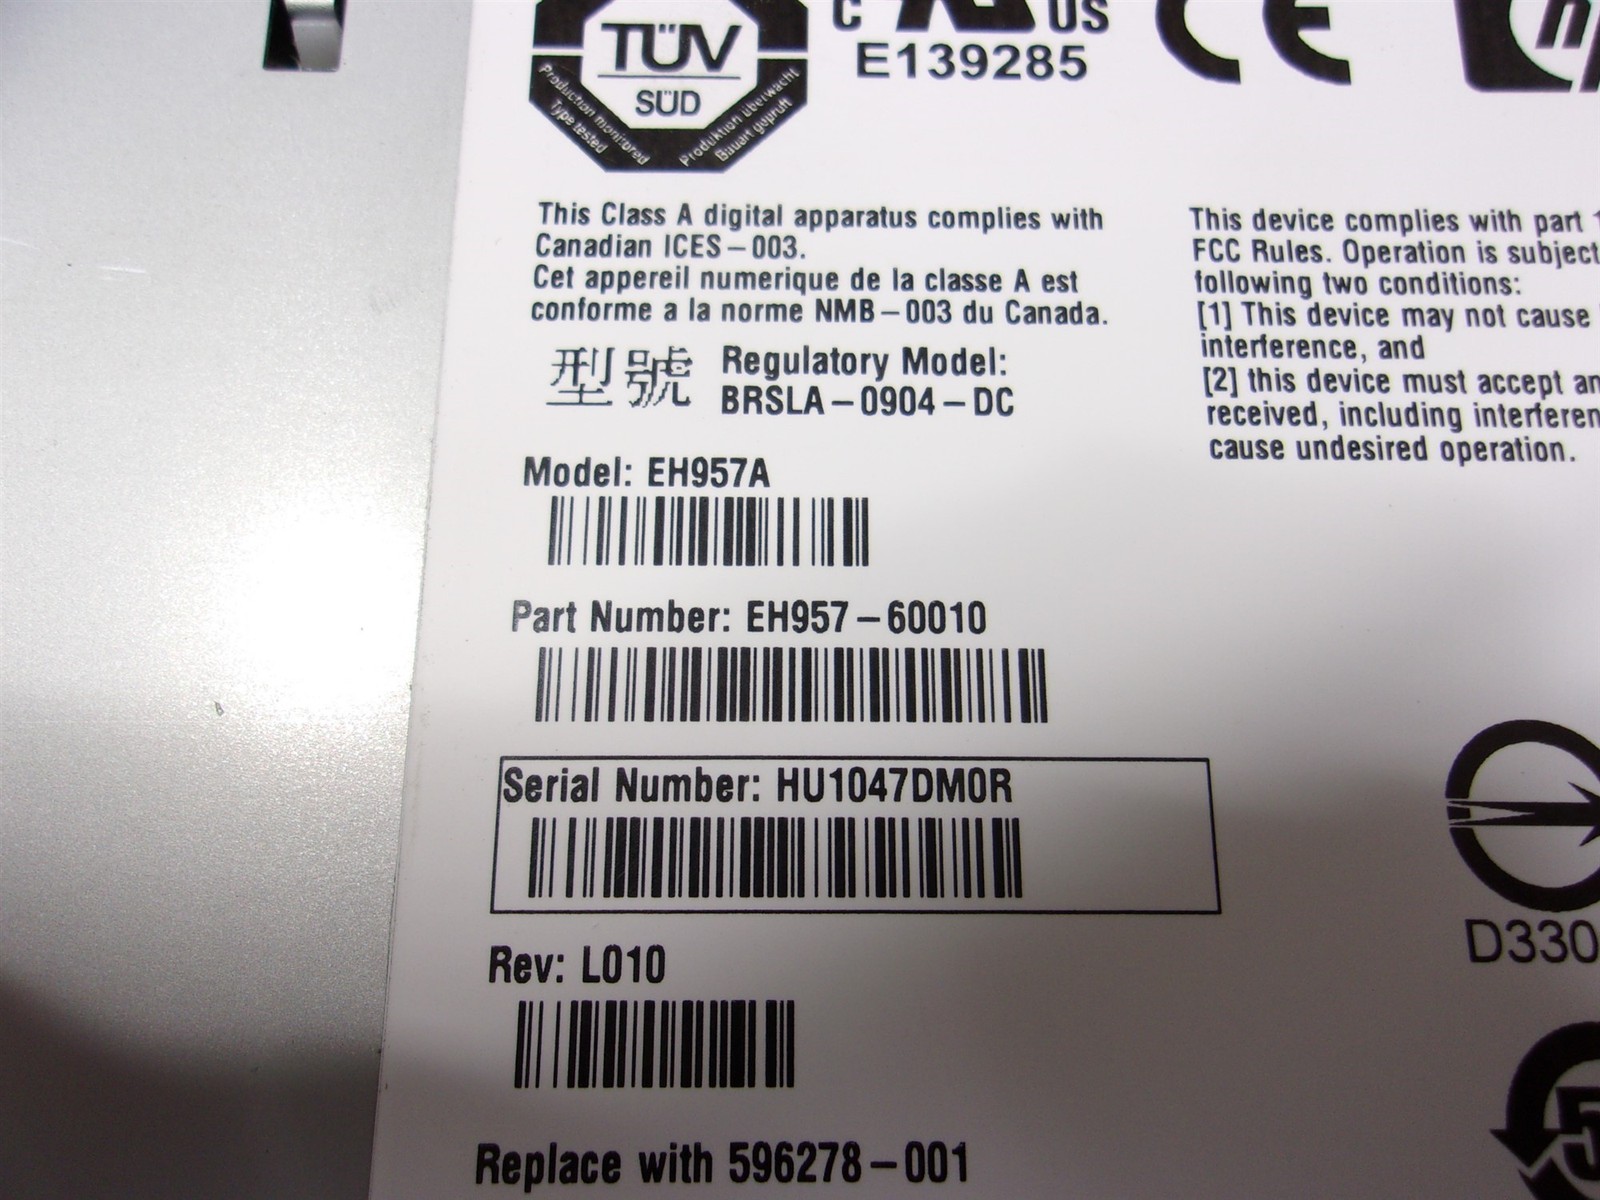 TÜV
SÜD
Production monitored
Type tested
Produktion überwacht
Bauart geprüft
C US
E139285
CE
hp
This Class A digital apparatus complies with
Canadian ICES-003.
Cet appereil numerique de la classe A est
conforme a la norme NMB-003 du Canada.
This device complies with part
FCC Rules. Operation is subject
following two conditions:
[1] This device may not cause
interference, and
[2] this device must accept
received, including
cause undesired operation.
型號
Regulatory Model:
BRSLA-0904-DC
Model: EH957A
Part Number: EH957-60010
Serial Number: HU1047DM0R
Rev: L010
Replace with 596278-001
D330
5